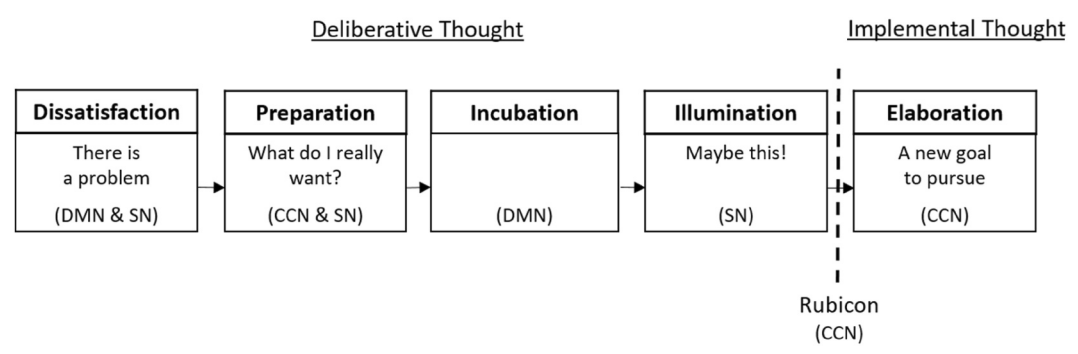 Deliberative Thought
Implemental Thought
Dissatisfaction
There is
a problem
(DMN & SN)
Preparation
What do I really
want?
(CCN & SN)
Incubation
(DMN)
Illumination
Maybe this!
(SN)
Elaboration
A new goal
to pursue
(CCN)
Rubicon
(CCN)